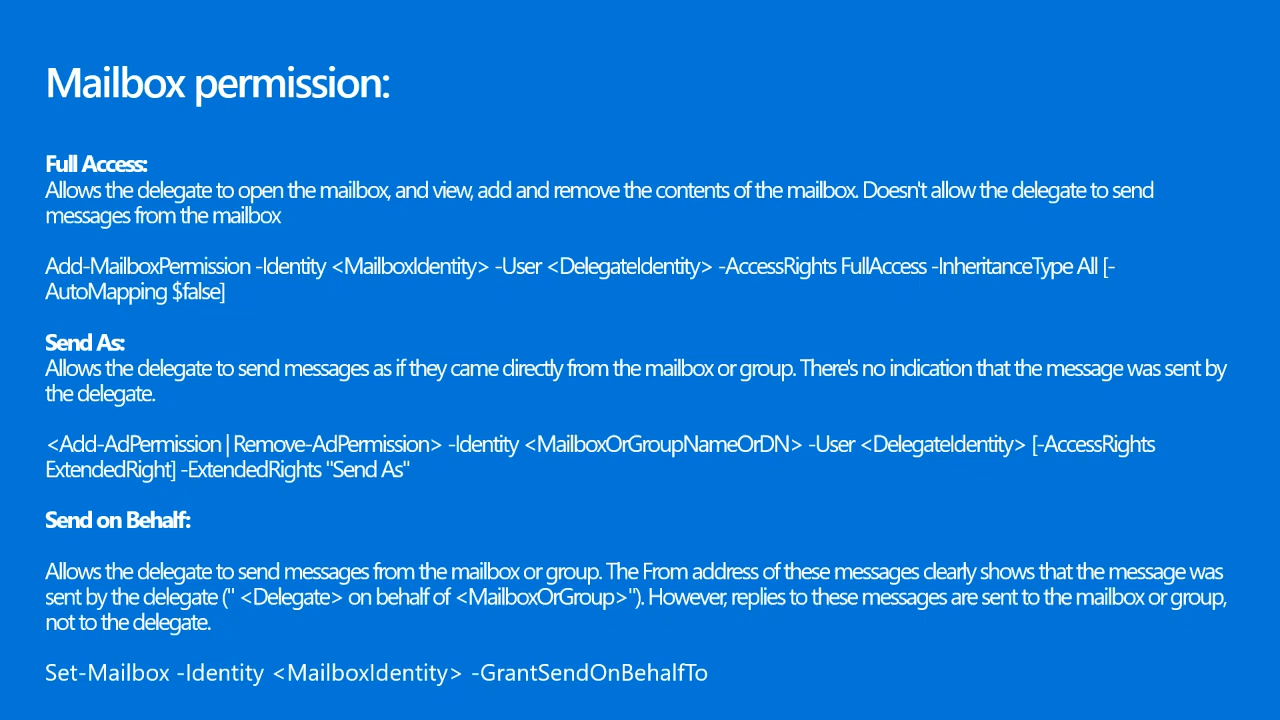 Mailbox permission:
Full Access:
Allows the delegate to open the mailbox, and view, add and remove the contents of the mailbox. Doesn't allow the delegate to send
messages from the mailbox
Add-MailboxPermission -Identity <MailboxIdentity> -User <DelegateIdentity> -AccessRights FullAccess -InheritanceType All [-
AutoMapping $false]
Send As:
Allows the delegate to send messages as if they came directly from the mailbox or group. There's no indication that the message was sent by
the delegate.
<Add-AdPermission | Remove-AdPermission> -Identity <MailboxOrGroupNameOrDN> -User <DelegateIdentity> [-AccessRights
ExtendedRight] -ExtendedRights "Send As"
Send on Behalf:
Allows the delegate to send messages from the mailbox or group. The From address of these messages clearly shows that the message was
sent by the delegate (" <Delegate> on behalf of <MailboxOrGroup>"). However, replies to these messages are sent to the mailbox or group,
not to the delegate.
Set-Mailbox -Identity <MailboxIdentity> -GrantSendOnBehalfTo